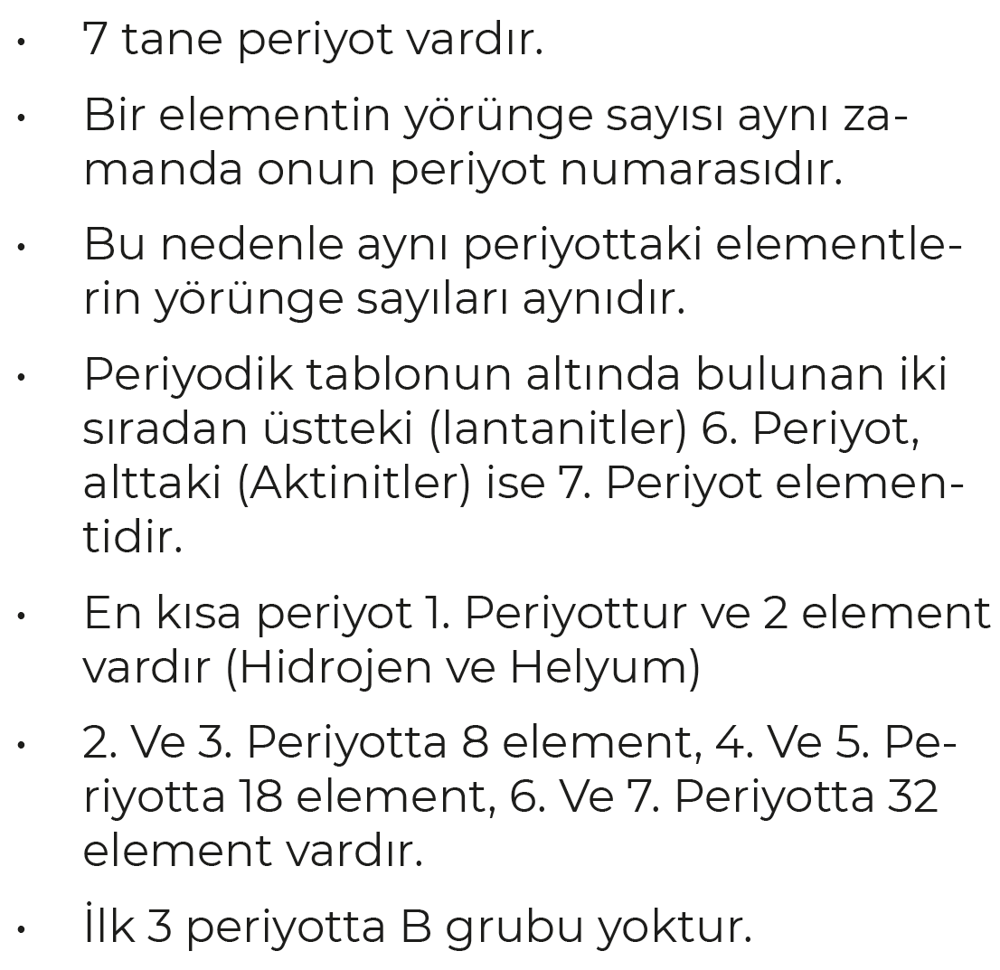 • 7 tane periyot vardır.
• Bir elementin yörünge sayısı aynı za-
manda onun periyot numarasıdır.
• Bu nedenle aynı periyottaki elementle-
rin yörünge sayıları aynıdır.
• Periyodik tablonun altında bulunan iki
sıradan üstteki (lantanitler) 6. Periyot,
alttaki (Aktinitler) ise 7. Periyot elemen-
tidir.
• En kısa periyot 1. Periyottur ve 2 element
vardır (Hidrojen ve Helyum)
• 2. Ve 3. Periyotta 8 element, 4. Ve 5. Pe-
riyotta 18 element, 6. Ve 7. Periyotta 32
element vardır.
• İlk 3 periyotta B grubu yoktur.